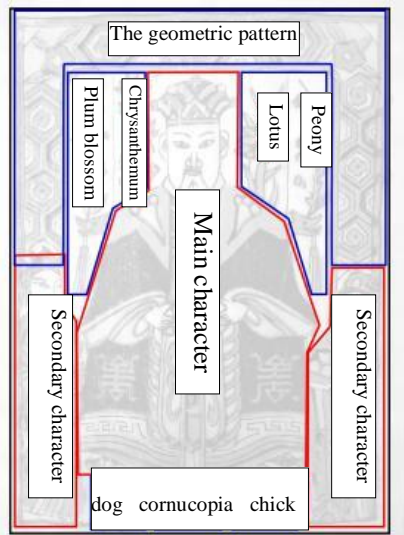 The geometric pattern
Plum blossom
Chrysanthemum
Lotus
Peony
Main character
Secondary character
Secondary character
dog cornucopia chick